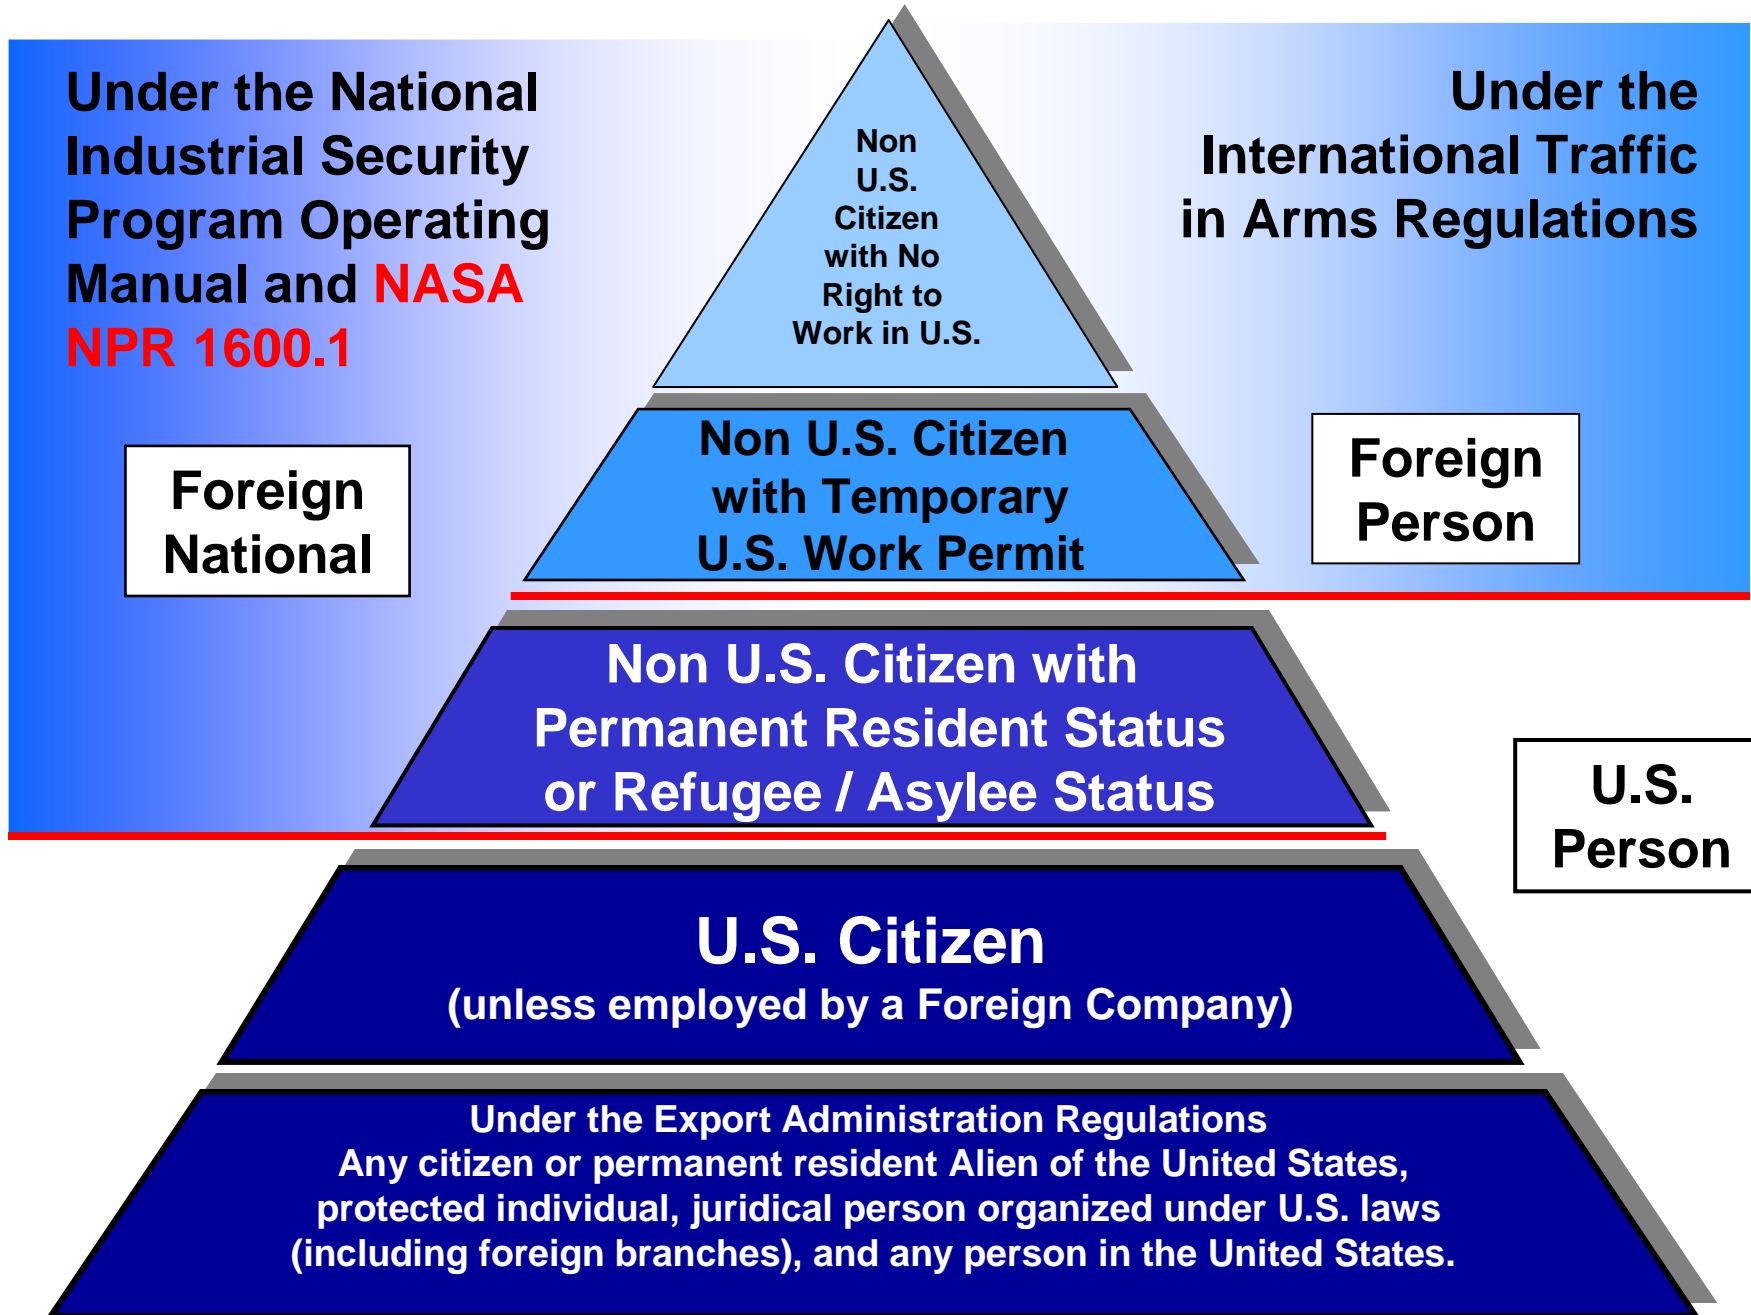 Under the National
Industrial Security
Program Operating
Manual and NASA
NPR 1600.1
Under the
International Traffic
in Arms Regulations
Non
U.S.
Citizen
with No
Right to
Work in U.S.
Foreign
National
Non U.S. Citizen
with Temporary
U.S. Work Permit
Foreign
Person
Non U.S. Citizen with
Permanent Resident Status
or Refugee / Asylee Status
U.S.
Person
U.S. Citizen
(unless employed by a Foreign Company)
Under the Export Administration Regulations
Any citizen or permanent resident Alien of the United States,
protected individual, juridical person organized under U.S. laws
(including foreign branches), and any person in the United States.